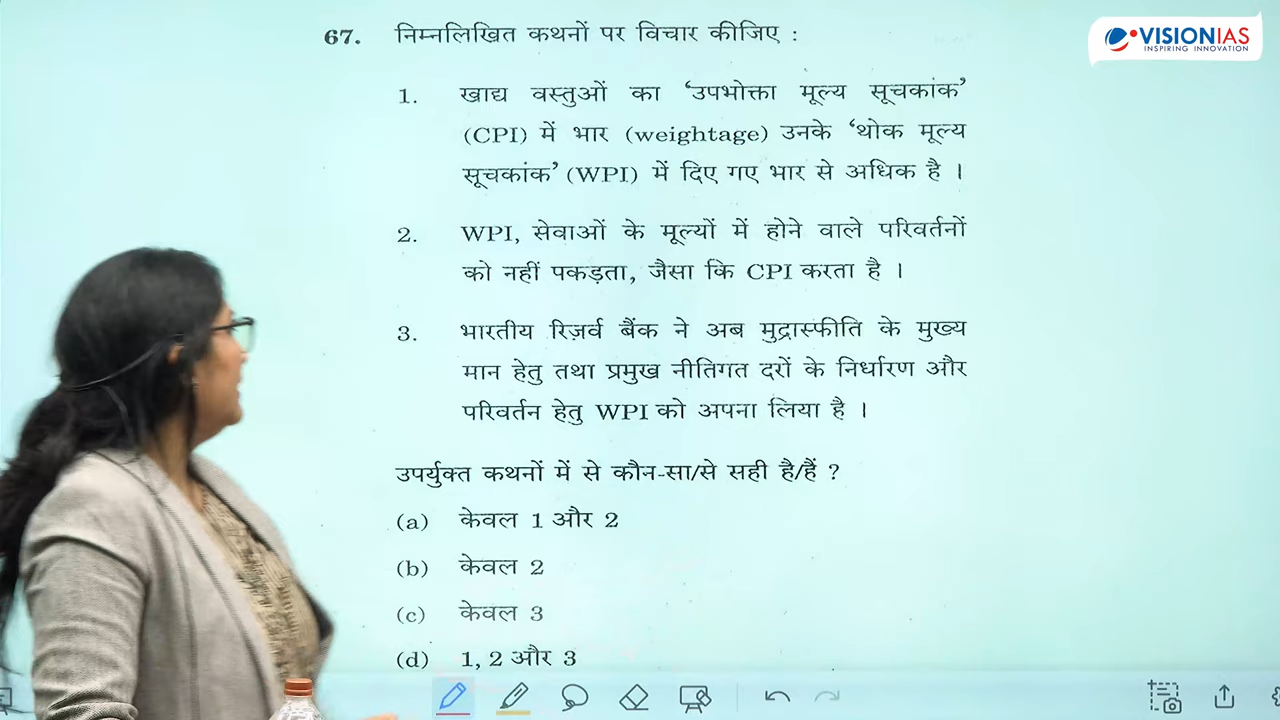 VISIONIAS
INSPIRING INNOVATION
67. निम्नलिखित कथनों पर विचार कीजिए :
1. खाद्य वस्तुओं का ‘उपभोक्ता मूल्य सूचकांक’
(CPI) में भार (weightage) उनके ‘थोक मूल्य
सूचकांक’ (WPI) में दिए गए भार से अधिक है ।
2. WPI, सेवाओं के मूल्यों में होने वाले परिवर्तनों
को नहीं पकड़ता, जैसा कि CPI करता है ।
3. भारतीय रिज़र्व बैंक ने अब मुद्रास्फीति के मुख्य
मान हेतु तथा प्रमुख नीतिगत दरों के निर्धारण और
परिवर्तन हेतु WPI को अपना लिया है ।
उपर्युक्त कथनों में से कौन-सा/से सही है/हैं ?
(a) केवल 1 और 2
(b) केवल 2
(c) केवल 3
(d) 1, 2 और 3